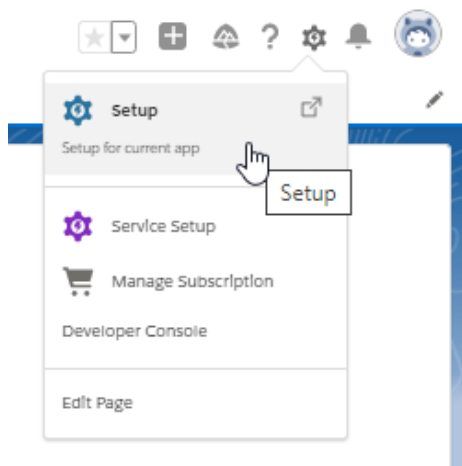 Setup
Setup for current app
Setup
Service Setup
Manage Subscription
Developer Console
Edit Page